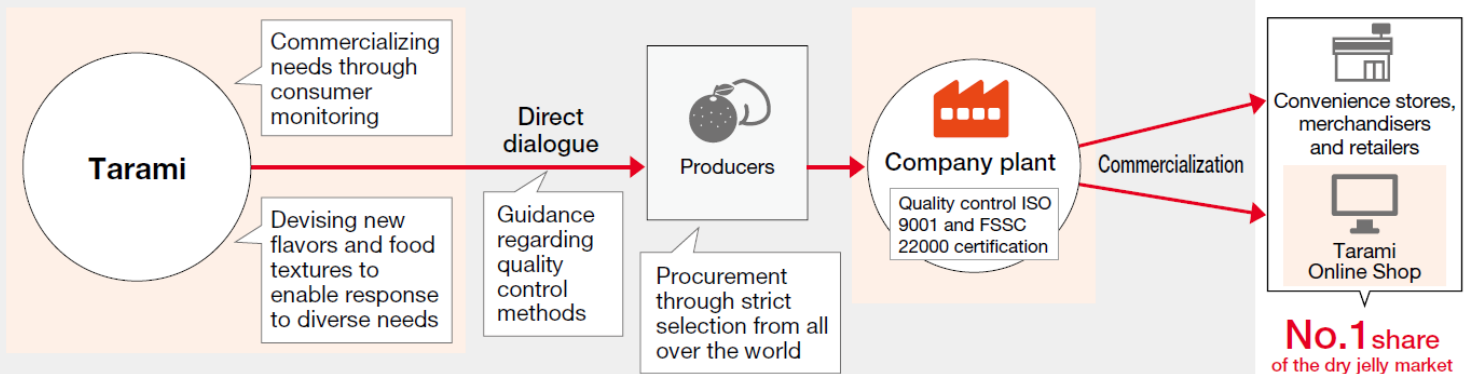 Tarami
Commercializing
needs through
consumer
monitoring
Devising new
flavors and food
textures to
enable response
to diverse needs
Direct
dialogue
Guidance
regarding
quality
control
methods
Producers
Procurement
through strict
selection from all
over the world
Company plant
Quality control ISO
9001 and FSSC
22000 certification
Commercialization
Convenience stores,
merchandisers
and retailers
Tarami
Online Shop
No.1 share
of the dry jelly market